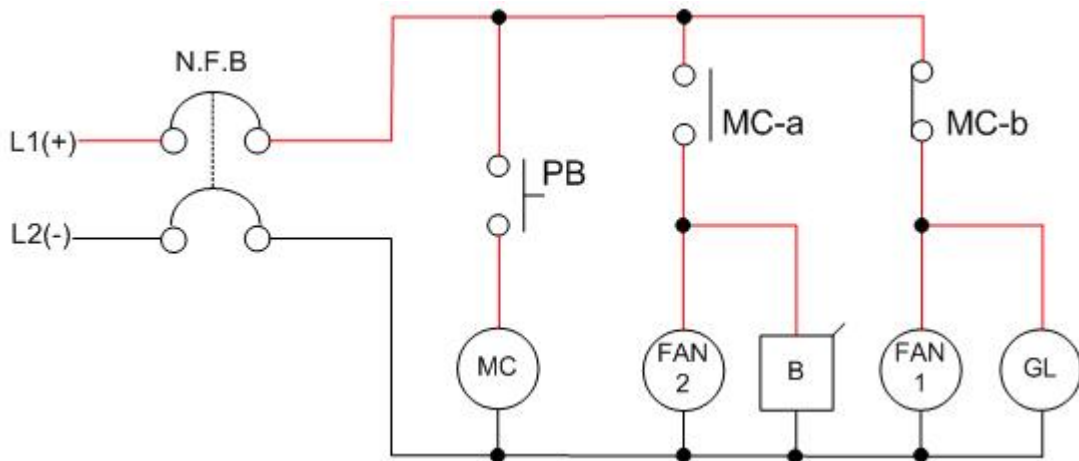 N.F.B
L1(+)
L2(-)
PB
MC-a
MC-b
MC
FAN
2
B
FAN
1
GL